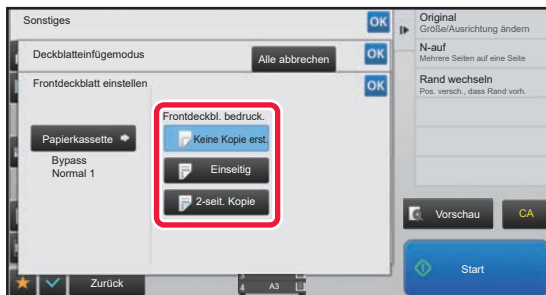 Sonstiges
OK
Deckblatteinfügemodus
Alle abbrechen
OK
Frontdeckblatt einstellen
OK
Frontdeckbl. bedruck.
Papierkassette
Bypass
Normal 1
Keine Kopie erst.
Einseitig
2-seit. Kopie
Zurück
4 A3
Original
Größe/Ausrichtung ändern
N-auf
Mehrere Seiten auf eine Seite
Rand wechseln
Pos. versch., dass Rand vorh.
Vorschau
CA
Start